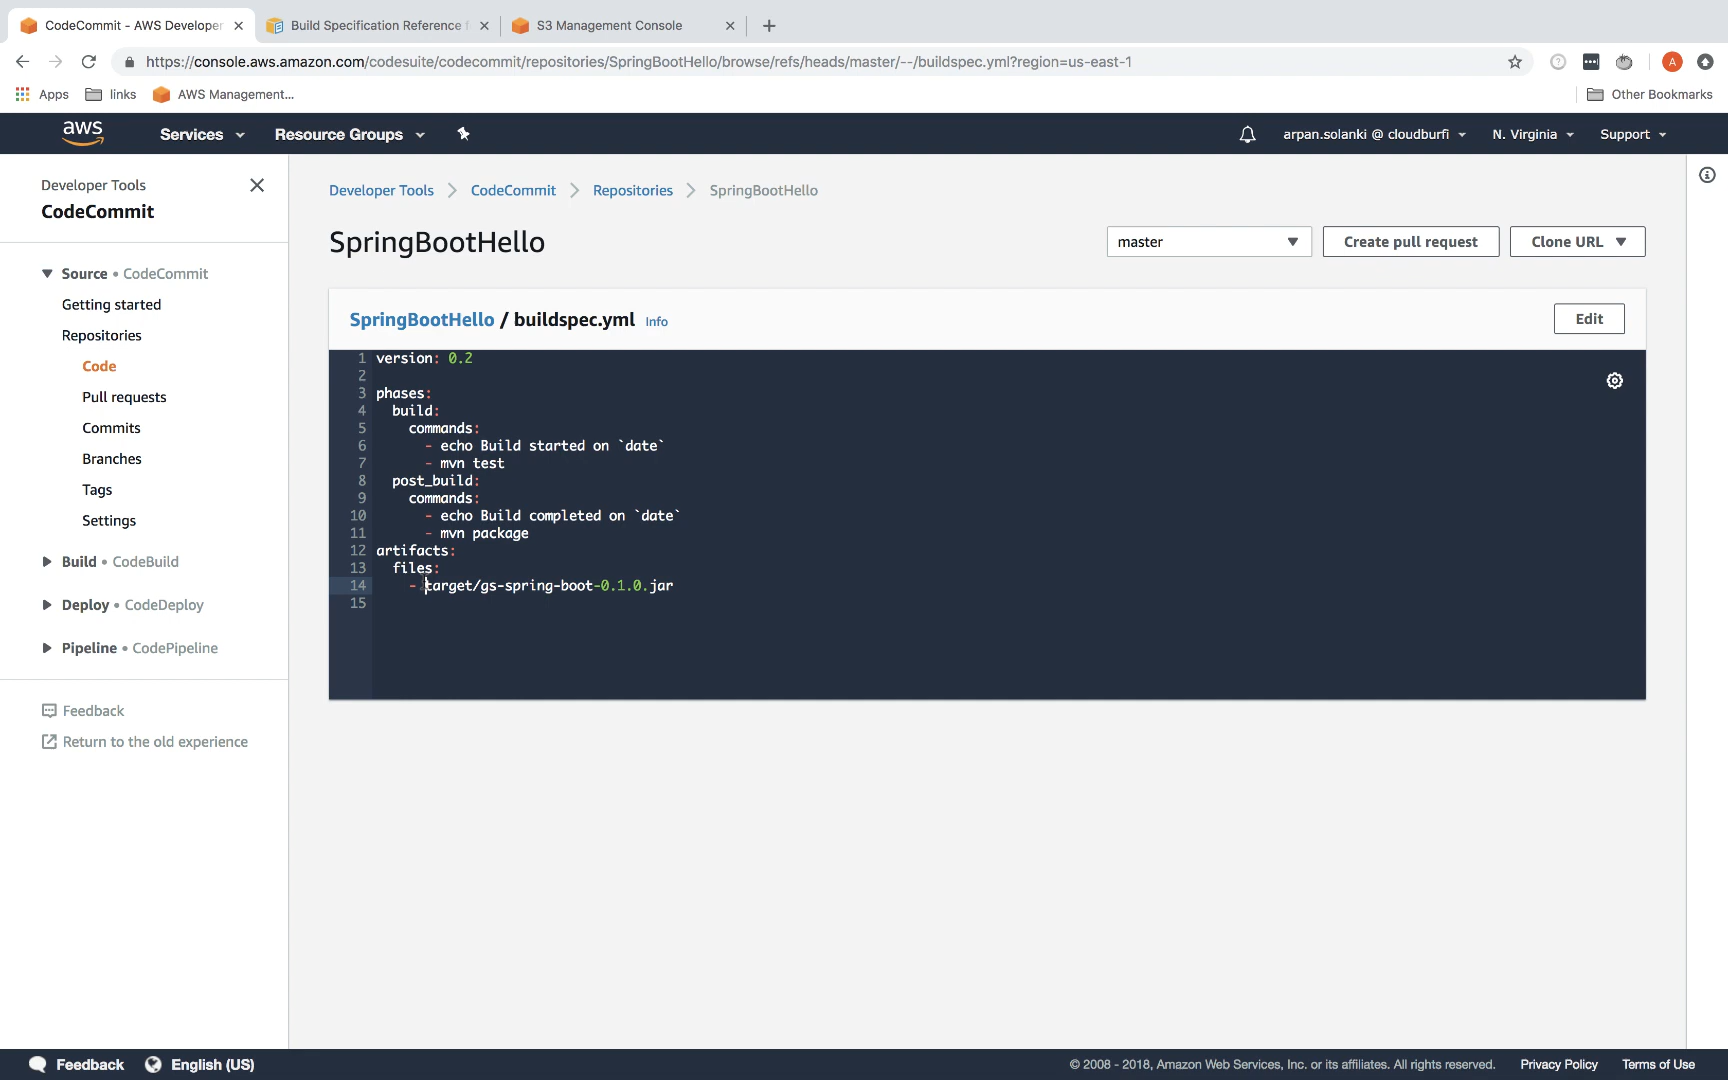 CodeCommit - AWS Developer
Build Specification Reference f
S3 Management Console
https://console.aws.amazon.com/codesuite/codecommit/repositories/SpringBootHello/browse/refs/heads/master/--/buildspec.yml?region=us-east-1
A
Apps
links
AWS Management...
Other Bookmarks
aws
Services
Resource Groups
arpan.solanki @ cloudburfi
N. Virginia
Support
Developer Tools
CodeCommit
Source • CodeCommit
Getting started
Repositories
Code
Pull requests
Commits
Branches
Tags
Settings
Build • CodeBuild
Deploy • CodeDeploy
Pipeline • CodePipeline
Feedback
Return to the old experience
Developer Tools
CodeCommit
Repositories
SpringBootHello
SpringBootHello
master
Create pull request
Clone URL
SpringBootHello / buildspec.yml Info
Edit
1 version: 0.2
2
3 phases:
4 build:
5 commands:
6 - echo Build started on `date`
7 - mvn test
8 post_build:
9 commands:
10 - echo Build completed on `date`
11 - mvn package
12 artifacts:
13 files:
14 - target/gs-spring-boot-0.1.0.jar
15
Feedback
English (US)
© 2008 - 2018, Amazon Web Services, Inc. or its affiliates. All rights reserved.
Privacy Policy
Terms of Use